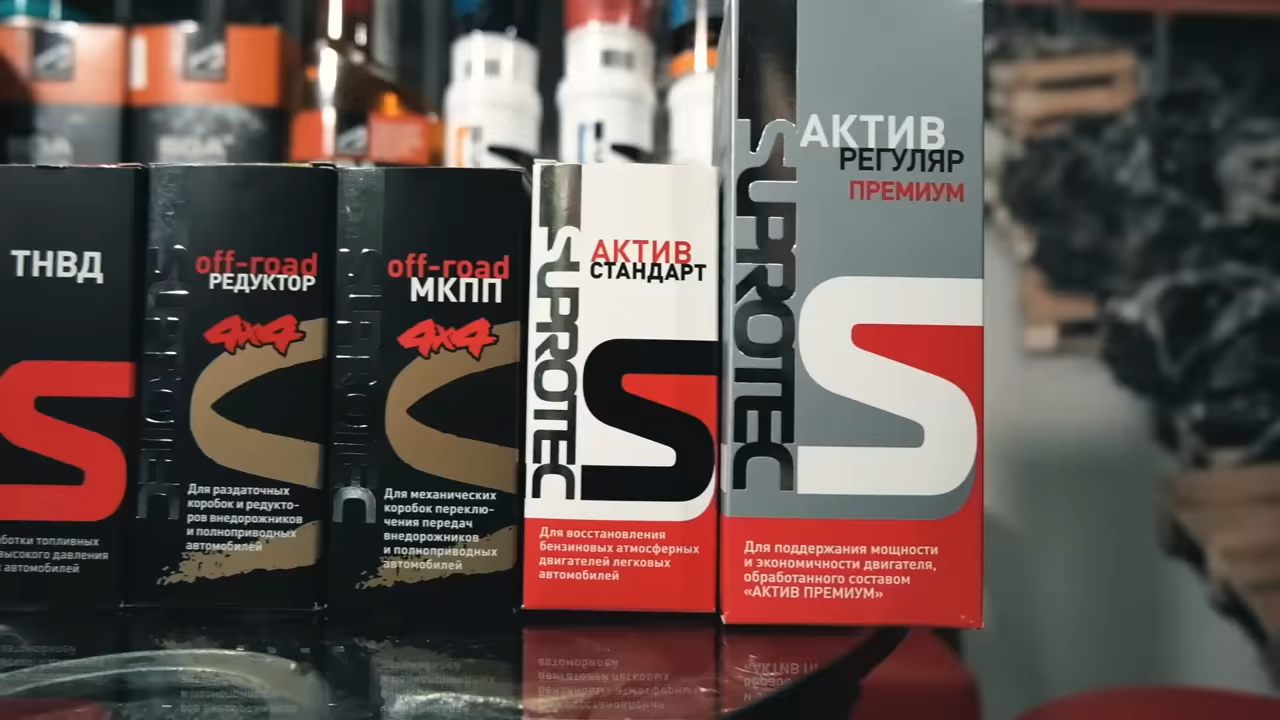 ТНВД
высокого давления
автомобилей
off-road
РЕДУКТОР
4x4
Для раздаточных
коробок и редукто-
ров внедорожников
и полноприводных
автомобилей
SUPROTEC
off-road
МКПП
4x4
Для механических
коробок переклю-
чения передач
внедорожников
и полноприводных
автомобилей
SUPROTEC
АКТИВ
СТАНДАРТ
SUPROTEC
Для восстановления
бензиновых атмосферных
двигателей легковых
автомобилей
АКТИВ
РЕГУЛЯР
ПРЕМИУМ
SUPROTEC
Для поддержания мощности
и экономичности двигателя,
обработанного составом
«АКТИВ ПРЕМИУМ»